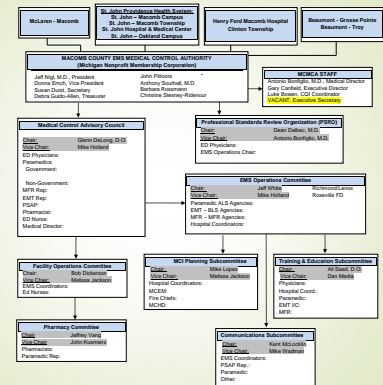 McLaren - Macomb
St. John Providence Health System:
St. John – Macomb Campus
St. John – Macomb Township
St. John Hospital & Medical Center
St. John – Oakland Campus
Henry Ford Macomb Hospital
Clinton Township
Beaumont - Grosse Pointe
Beaumont - Troy
MACOMB COUNTY EMS MEDICAL CONTROL AUTHORITY
(Michigan Nonprofit Membership Corporation)
Jeff Nigl, M.D., President
Donna Emch, Vice President
Susan Durst, Secretary
Debra Guido-Allen, Treasurer
John Pittoors
Anthony Southall, M.D.
Barbara Rossmann
Christine Stesney-Ridenour
MCMCA STAFF
Antonio Bonfiglio, M.D., Medical Director
Gary Canfield, Executive Director
Luke Bowen, CQI Coordinator
VACANT, Executive Secretary
Medical Control Advisory Council
Chair: Glenn DeLong, D.O.
Vice Chair: Mike Holland
ED Physicians:
Paramedics:
Government:
Non-Government:
MFR Rep:
EMT Rep:
PSAP:
Pharmacist:
ED Nurse:
Medical Director:
Professional Standards Review Organization (PSRO)
Chair: Dean Dalbec, M.D.
Vice Chair: Antonio Bonfiglio, M.D.
ED Physicians:
EMS Operations Chair:
EMS Operations Committee
Chair: Jeff White Richmond/Lenox
Vice Chair: Mike Holland Roseville FD
Paramedic ALS Agencies:
EMT – BLS Agencies:
MFR – MFR Agencies:
Hospital Coordinators:
Facility Operations Committee
Chair: Bob Dickerson
Vice Chair: Melissa Jackson
EMS Coordinators:
Ed Nurses:
MCI Planning Subcommittee
Chair: Mike Lopez
Vice Chair: Melissa Jackson
Hospital Coordinators:
MCEM:
Fire Chiefs:
MCHD:
Training & Education Subcommittee
Chair: Ali Saad, D.O.
Vice Chair: Dan Media
Physicians:
Hospital Coord.:
Paramedic:
EMT I/C:
MFR:
Pharmacy Committee
Chair: Jeffrey Vang
Vice Chair: John Kusmierz
Pharmacists:
Paramedic Rep.
Communications Subcommittee
Chair: Kent McLocklin
Vice Chair: Mike Wadman
EMS Coordinators:
PSAP Rep.:
Paramedic:
Other: